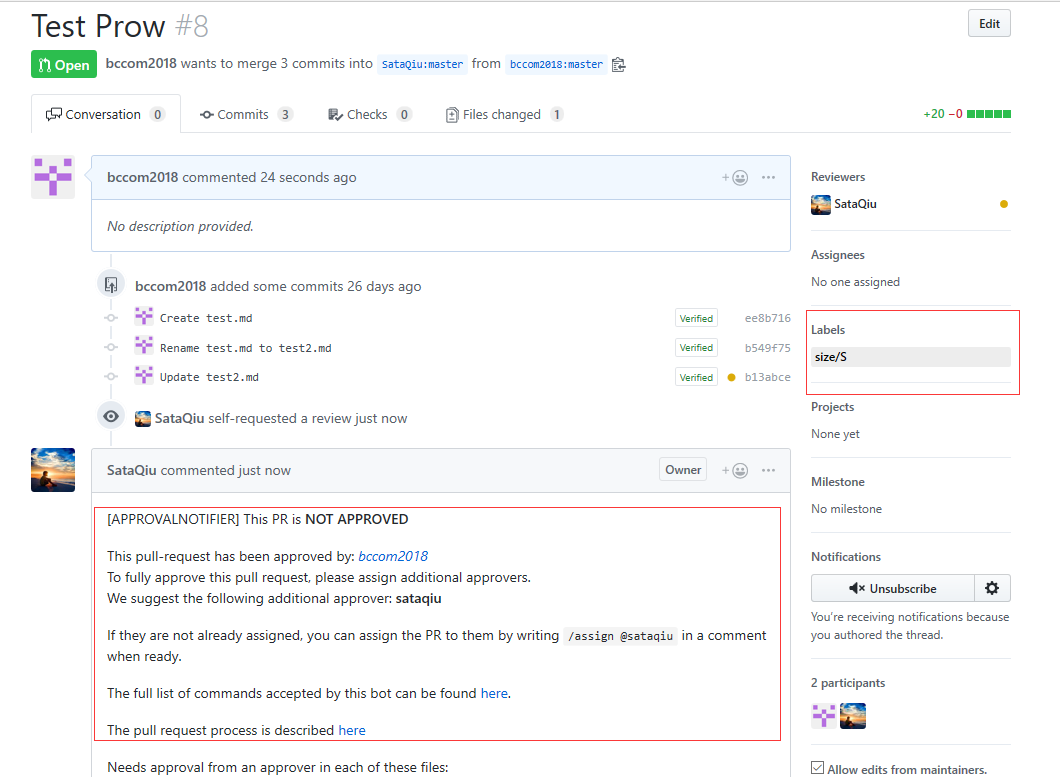 Test Prow #8
Edit
Open
bccom2018 wants to merge 3 commits into SataQiu:master from bccom2018:master
Conversation 0
Commits 3
Checks 0
Files changed 1
+20 −0
bccom2018 commented 24 seconds ago
No description provided.
bccom2018 added some commits 26 days ago
Create test.md Verified ee8b716
Rename test.md to test2.md Verified b549f75
Update test2.md Verified b13abce
SataQiu self-requested a review just now
SataQiu commented just now Owner
[APPROVALNOTIFIER] This PR is NOT APPROVED
This pull-request has been approved by: bccom2018
To fully approve this pull request, please assign additional approvers.
We suggest the following additional approver: sataqiu
If they are not already assigned, you can assign the PR to them by writing /assign @sataqiu in a comment
when ready.
The full list of commands accepted by this bot can be found here.
The pull request process is described here
Needs approval from an approver in each of these files:
Reviewers
SataQiu
Assignees
No one assigned
Labels
size/S
Projects
None yet
Milestone
No milestone
Notifications
Unsubscribe
You're receiving notifications because
you authored the thread.
2 participants
Allow edits from maintainers.